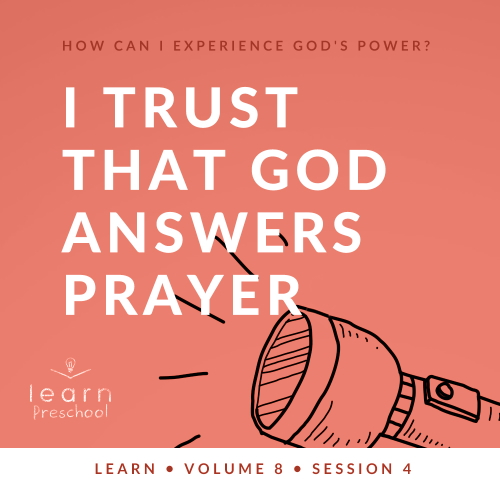 HOW CAN I EXPERIENCE GOD'S POWER?
I TRUST
THAT GOD
ANSWERS
PRAYER
learn
Preschool
LEARN • VOLUME 8 • SESSION 4